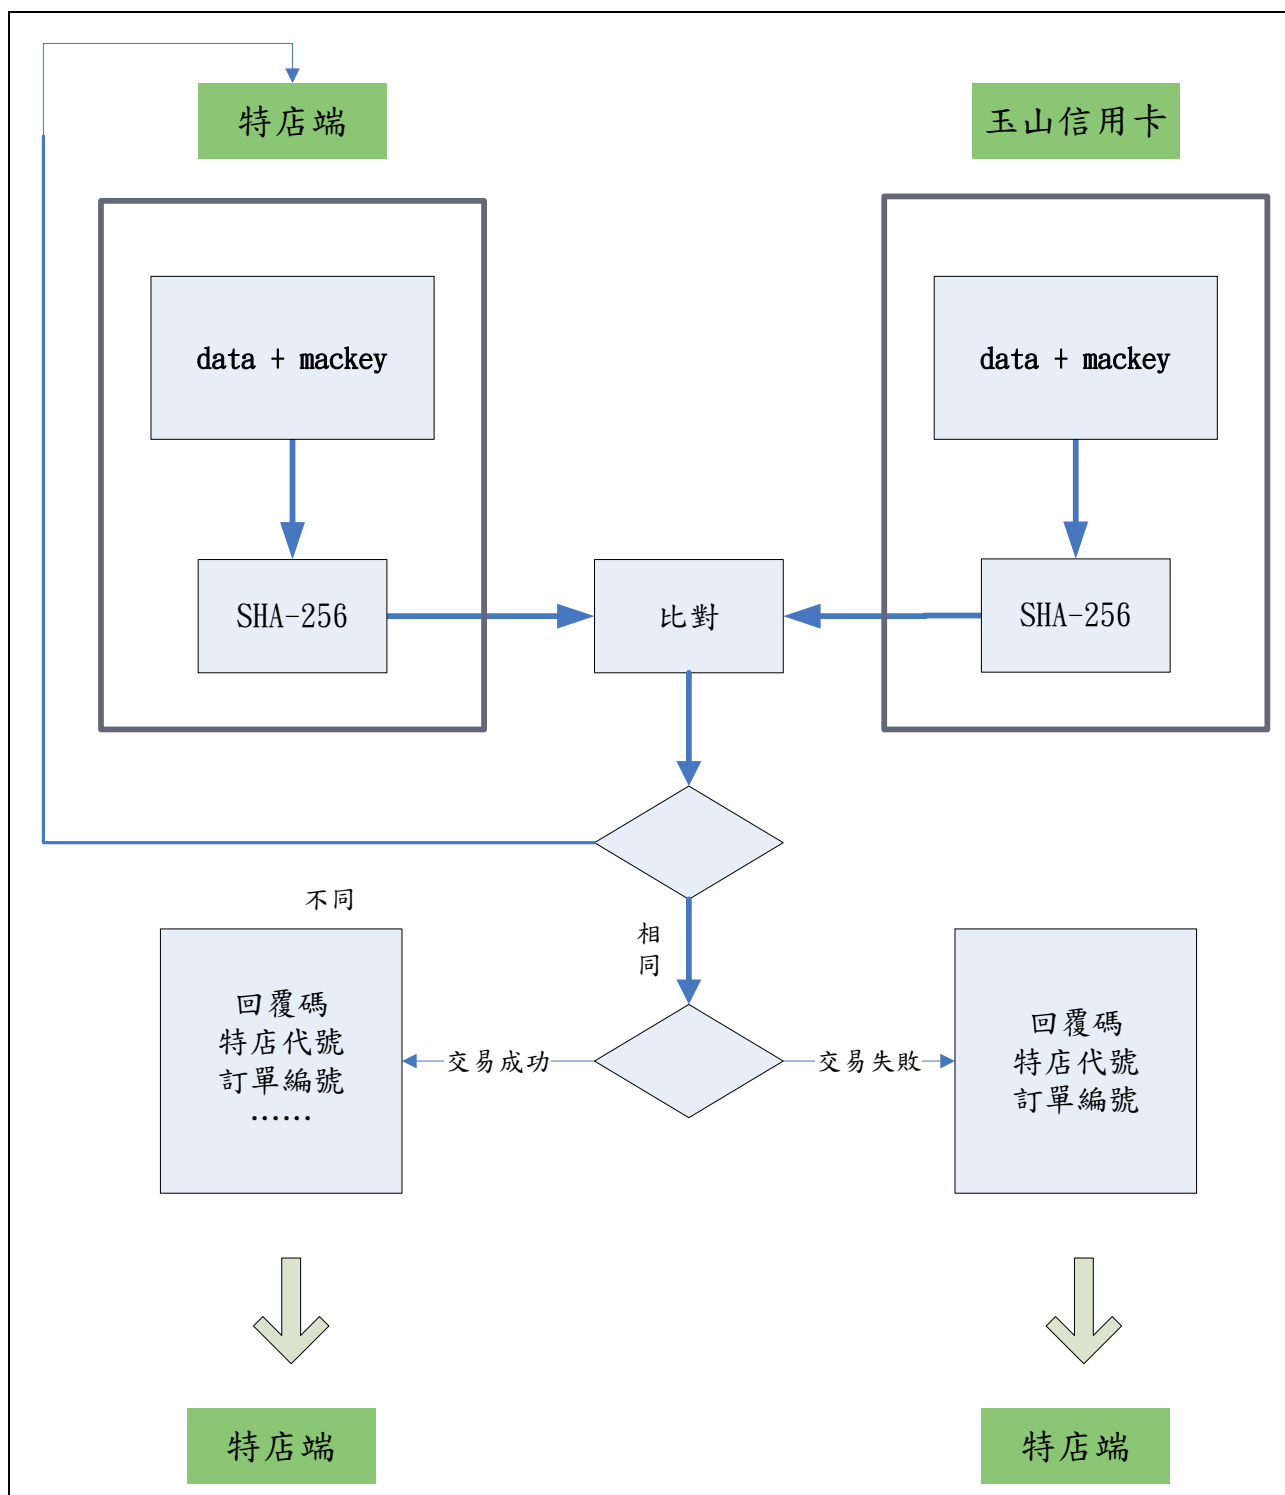 特店端
玉山信用卡
data + mackey
data + mackey
SHA-256
比對
SHA-256
不同
相
同
回覆碼
特店代號
訂單編號
......
交易成功
交易失敗
回覆碼
特店代號
訂單編號
特店端
特店端